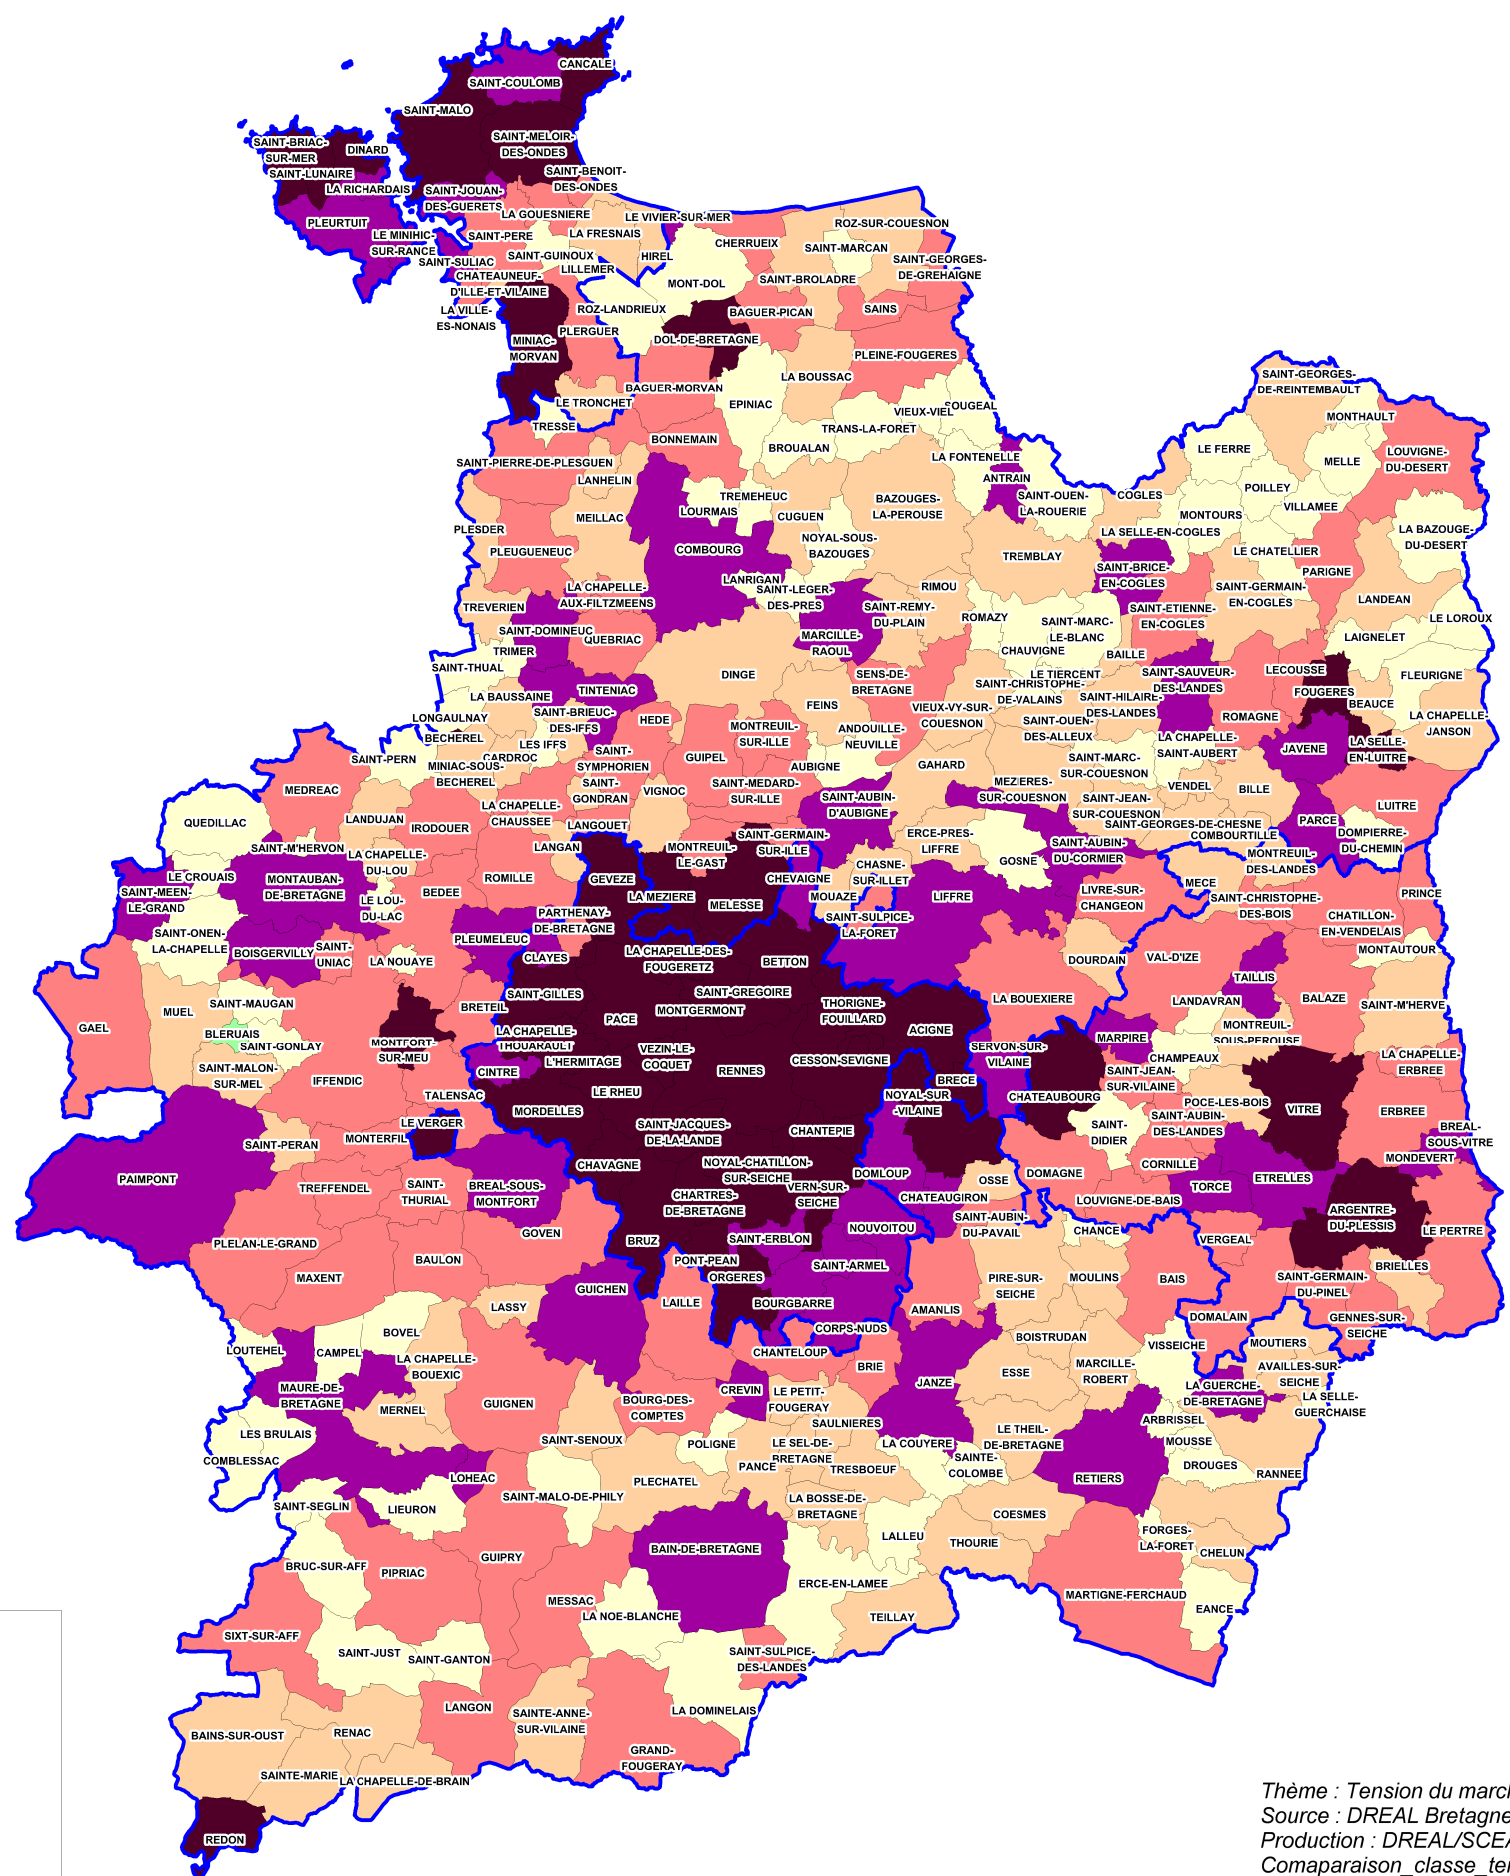 CANCALE
SAINT-COULOMB
SAINT-MALO
SAINT-MELOIR-
DES-ONDES
SAINT-BRIAC-
SUR-MER
DINARD
SAINT-LUNAIRE
LA RICHARDAIS
SAINT-BENOIT-
DES-ONDES
SAINT-JOUAN-
DES-GUERETS
LA GOUESNIERE
PLEURTUIT
LE MINIHIC-
SUR-RANCE
SAINT-PERE
LA FRESNAIS
LE VIVIER-SUR-MER
ROZ-SUR-COUESNON
CHERRUEIX
SAINT-MARCAN
SAINT-SULIAC
SAINT-GUINOUX
HIREL
LILLEMER
SAINT-GEORGES-
DE-GREHAIGNE
CHATEAUNEUF-
D'ILLE-ET-VILAINE
MONT-DOL
SAINT-BROLADRE
LA VILLE-
ES-NONAIS
ROZ-LANDRIEUX
BAGUER-PICAN
SAINS
PLERGUER
MINIAC-
MORVAN
DOL-DE-BRETAGNE
PLEINE-FOUGERES
LA BOUSSAC
BAGUER-MORVAN
LE TRONCHET
EPINIAC
VIEUX-VIEL
SOUGEAL
TRESSE
TRANS-LA-FORET
BONNEMAIN
BROUALAN
LA FONTENELLE
SAINT-GEORGES-
DE-REINTEMBAULT
MONTHAULT
LE FERRE
MELLE
LOUVIGNE-
DU-DESERT
SAINT-PIERRE-DE-PLESGUEN
LANHELIN
ANTRAIN
POILLEY
TREMEHEUC
LOURMAIS
BAZOUGES-
LA-PEROUSE
SAINT-OUEN-
LA-ROUERIE
COGLES
VILLAMEE
MEILLAC
CUGUEN
MONTOURS
PLESDER
NOYAL-SOUS-
BAZOUGES
LA SELLE-EN-COGLES
LA BAZOUGE-
DU-DESERT
PLEUGUENEUC
COMBOURG
TREMBLAY
LE CHATELLIER
SAINT-BRICE-
EN-COGLES
PARIGNE
LANRIGAN
SAINT-LEGER-
DES-PRES
RIMOU
SAINT-GERMAIN-
EN-COGLES
LA CHAPELLE-
AUX-FILTZMEENS
LANDEAN
TREVERIEN
SAINT-REMY-
DU-PLAIN
ROMAZY
SAINT-MARC-
LE-BLANC
SAINT-ETIENNE-
EN-COGLES
LE LOROUX
SAINT-DOMINEUC
QUEBRIAC
MARCILLE-
RAOUL
LAIGNELET
TRIMER
CHAUVIGNE
BAILLE
SAINT-THUAL
DINGE
SENS-DE-
BRETAGNE
LE TIERCENT
SAINT-SAUVEUR-
DES-LANDES
LECOUSSE
FLEURIGNE
SAINT-CHRISTOPHE-
DE-VALAINS
TINTENIAC
LA BAUSSAINE
SAINT-HILAIRE-
DES-LANDES
FOUGERES
BEAUCE
FEINS
VIEUX-VY-SUR-
COUESNON
LONGAULNAY
SAINT-BRIEUC-
DES-IFFS
HEDE
SAINT-OUEN-
DES-ALLEUX
ROMAGNE
LA CHAPELLE-
JANSON
MONTREUIL-
SUR-ILLE
ANDOUILLE-
NEUVILLE
BECHEREL
LES IFFS
LA CHAPELLE-
SAINT-AUBERT
JAVENE
LA SELLE-
EN-LUITRE
SAINT-PERN
CARDROC
SAINT-
SYMPHORIEN
GUIPEL
AUBIGNE
GAHARD
SAINT-MARC-
SUR-COUESNON
MINIAC-SOUS-
BECHEREL
MEDREAC
SAINT-
GONDRAN
VIGNOC
SAINT-MEDARD-
SUR-ILLE
MEZIERES-
SUR-COUESNON
VENDEL
BILLE
SAINT-AUBIN-
D'AUBIGNE
SAINT-JEAN-
SUR-COUESNON
LUITRE
LA CHAPELLE-
CHAUSSEE
LANDUJAN
QUEDILLAC
IRODOUER
LANGOUET
SAINT-GEORGES-DE-CHESNE
PARCE
COMBOURTILLE
DOMPIERRE-
DU-CHEMIN
SAINT-M'HERVON
LA CHAPELLE-
DU-LOU
LANGAN
MONTREUIL-
LE-GAST
SAINT-GERMAIN-
SUR-ILLE
ERCE-PRES-
LIFFRE
GOSNE
SAINT-AUBIN-
DU-CORMIER
MONTREUIL-
DES-LANDES
LE CROUAIS
MONTAUBAN-
DE-BRETAGNE
ROMILLE
GEVEZE
CHEVAIGNE
CHASNE-
SUR-ILLET
MECE
SAINT-MEEN-
LE-GRAND
BEDEE
LA MEZIERE
MELESSE
MOUAZE
LIFFRE
LIVRE-SUR-
CHANGEON
PRINCE
LE LOU-
DU-LAC
PARTHENAY-
DE-BRETAGNE
SAINT-SULPICE-
LA-FORET
SAINT-CHRISTOPHE-
DES-BOIS
CHATILLON-
EN-VENDELAIS
SAINT-ONEN-
LA-CHAPELLE
BOISGERVILLY
SAINT-
UNIAC
PLEUMELEUC
CLAYES
LA CHAPELLE-DES-
FOUGERETZ
BETTON
DOURDAIN
VAL-D'IZE
MONTAUTOUR
LA NOUAYE
TAILLIS
SAINT-MAUGAN
BRETEIL
SAINT-GILLES
SAINT-GREGOIRE
LA BOUEXIERE
LANDAVRAN
BALAZE
SAINT-M'HERVE
MUEL
MONTGERMONT
THORIGNE-
FOUILLARD
GAEL
BLERUAIS
SAINT-GONLAY
MONTFORT-
SUR-MEU
PACE
ACIGNE
MARPIRE
MONTREUIL-
SOUS-PEROUSE
LA CHAPELLE-
THOUARAULT
L'HERMITAGE
VEZIN-LE-
COQUET
CESSON-SEVIGNE
SERVON-SUR-
VILAINE
CHAMPEAUX
LA CHAPELLE-
ERBREE
SAINT-MALON-
SUR-MEL
IFFENDIC
CINTRE
RENNES
BRECE
SAINT-JEAN-
SUR-VILAINE
TALENSAC
LE RHEU
NOYAL-SUR
-VILAINE
CHATEAUBOURG
POCE-LES-BOIS
VITRE
ERBREE
MORDELLES
LE VERGER
SAINT-JACQUES-
DE-LA-LANDE
CHANTEPIE
SAINT-
DIDIER
SAINT-AUBIN-
DES-LANDES
BREAL-
SOUS-VITRE
SAINT-PERAN
MONTERFIL
MONDEVERT
CHAVAGNE
NOYAL-CHATILLON-
SUR-SEICHE
DOMLOUP
DOMAGNE
CORNILLE
PAIMPONT
TREFFENDEL
SAINT-
THURIAL
BREAL-SOUS-
MONTFORT
VERN-SUR-
SEICHE
OSSE
ETRELLES
CHARTRES-
DE-BRETAGNE
CHATEAUGIRON
LOUVIGNE-DE-BAIS
TORCE
ARGENTRE-
DU-PLESSIS
NOUVOITOU
SAINT-AUBIN-
DU-PAVAIL
CHANCE
LE PERTRE
PLELAN-LE-GRAND
GOVEN
BRUZ
SAINT-ERBLON
VERGEAL
BAULON
PONT-PEAN
SAINT-ARMEL
BRIELLES
MAXENT
GUICHEN
ORGERES
PIRE-SUR-
SEICHE
MOULINS
BAIS
SAINT-GERMAIN-
DU-PINEL
LASSY
LAILLE
BOURGBARRE
AMANLIS
BOVEL
CORPS-NUDS
BOISTRUDAN
DOMALAIN
GENNES-SUR-
SEICHE
LOUTEHEL
CAMPEL
LA CHAPELLE-
BOUEXIC
CHANTELOUP
BRIE
VISSEICHE
MOUTIERS
MAURE-DE-
BRETAGNE
CREVIN
JANZE
ESSE
MARCILLE-
ROBERT
AVAILLES-SUR-
SEICHE
GUIGNEN
BOURG-DES-
COMPTES
LE PETIT-
FOUGERAY
LA GUERCHE-
DE-BRETAGNE
LA SELLE-
GUERCHAISE
MERNEL
SAULNIERES
ARBRISSEL
LES BRULAIS
SAINT-SENOUX
POLIGNE
LE SEL-DE-
BRETAGNE
LA COUYERE
LE THEIL-
DE-BRETAGNE
MOUSSE
COMBLESSAC
PANCE
TRESBOEUF
SAINTE-
COLOMBE
DROUGES
RANNEE
LOHEAC
PLECHATEL
RETIERS
SAINT-SEGLIN
LIEURON
SAINT-MALO-DE-PHILY
LA BOSSE-DE-
BRETAGNE
COESMES
LALLEU
THOURIE
FORGES-
LA-FORET
CHELUN
BRUC-SUR-AFF
PIPRIAC
GUIPRY
BAIN-DE-BRETAGNE
ERCE-EN-LAMEE
MARTIGNE-FERCHAUD
EANCE
MESSAC
LA NOE-BLANCHE
TEILLAY
SIXT-SUR-AFF
SAINT-JUST
SAINT-GANTON
SAINT-SULPICE-
DES-LANDES
LANGON
SAINTE-ANNE-
SUR-VILAINE
LA DOMINELAIS
BAINS-SUR-OUST
RENAC
GRAND-
FOUGERAY
SAINTE-MARIE
LA CHAPELLE-DE-BRAIN
REDON
Thème : Tension du march
Source : DREAL Bretagne
Production : DREAL/SCEA
Comaparaison_classe_ten